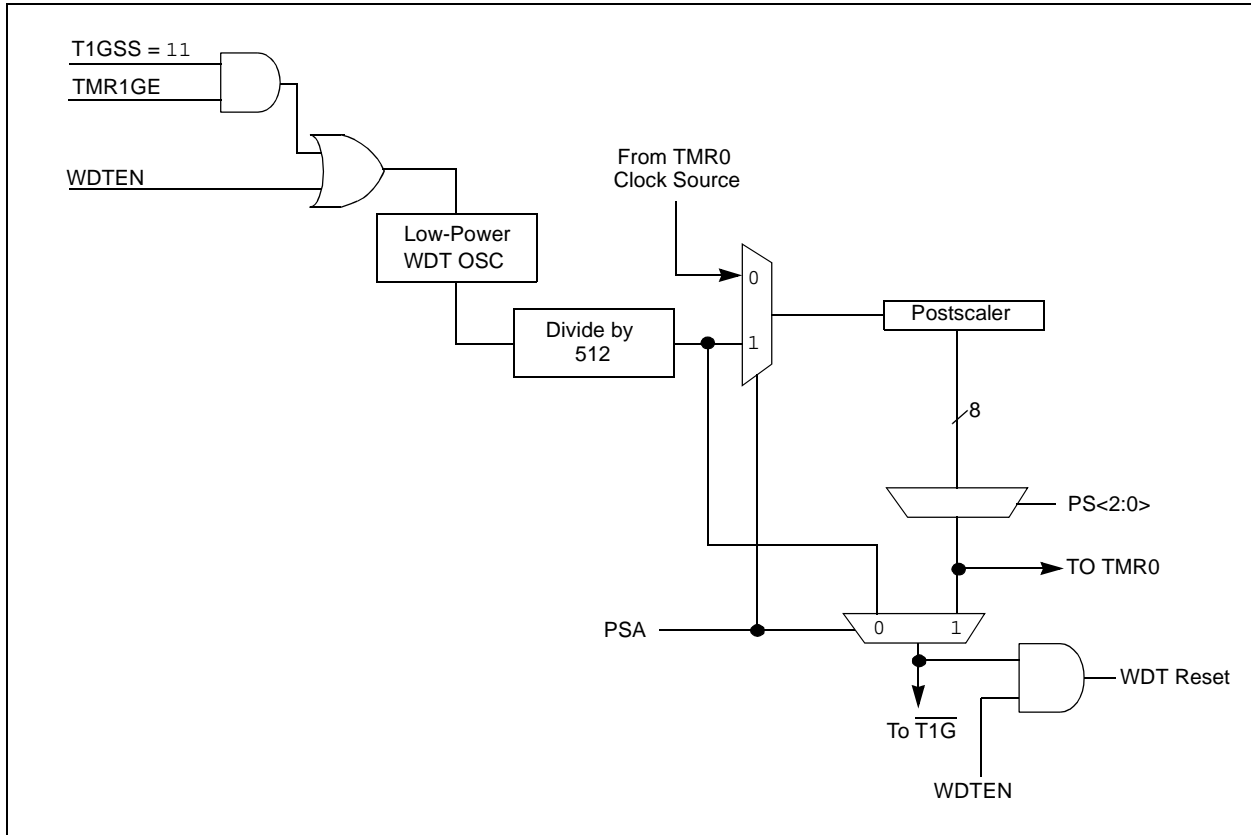 T1GSS = 11
TMR1GE
WDTEN
From TMR0
Clock Source
Low-Power
WDT OSC
0
Divide by
512
1
Postscaler
8
PS<2:0>
TO TMR0
PSA
0
1
WDT Reset
To T1G
WDTEN